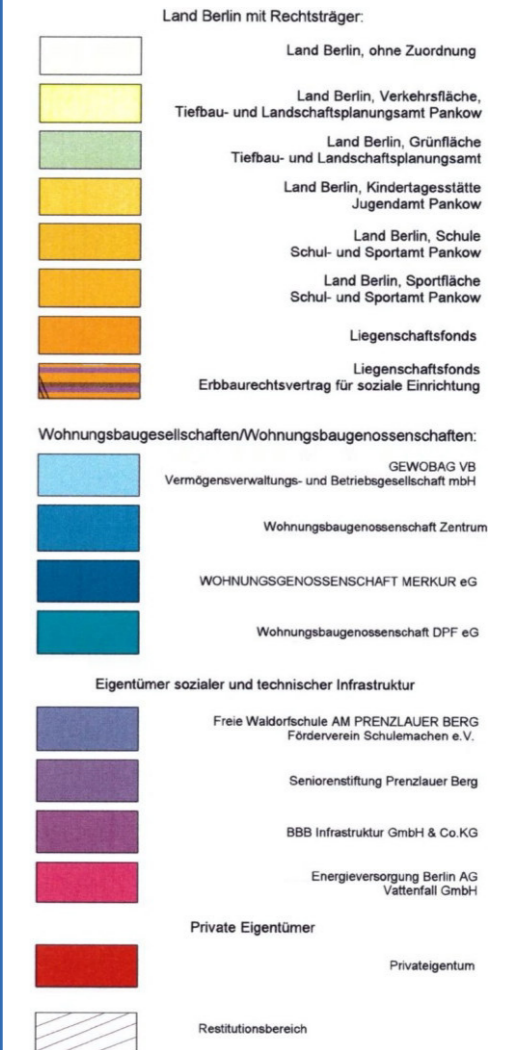 Land Berlin mit Rechtsträger:
Land Berlin, ohne Zuordnung
Land Berlin, Verkehrsfläche,
Tiefbau- und Landschaftsplanungsamt Pankow
Land Berlin, Grünfläche
Tiefbau- und Landschaftsplanungsamt
Land Berlin, Kindertagesstätte
Jugendamt Pankow
Land Berlin, Schule
Schul- und Sportamt Pankow
Land Berlin, Sportfläche
Schul- und Sportamt Pankow
Liegenschaftsfonds
Liegenschaftsfonds
Erbbaurechtsvertrag für soziale Einrichtung
Wohnungsbaugesellschaften/Wohnungsbaugenossenschaften:
GEWOBAG VB
Vermögensverwaltungs- und Betriebsgesellschaft mbH
Wohnungsbaugenossenschaft Zentrum
WOHNUNGSGENOSSENSCHAFT MERKUR eG
Wohnungsbaugenossenschaft DPF eG
Eigentümer sozialer und technischer Infrastruktur
Freie Waldorfschule AM PRENZLAUER BERG
Förderverein Schulemachen e.V.
Seniorenstiftung Prenzlauer Berg
BBB Infrastruktur GmbH & Co.KG
Energieversorgung Berlin AG
Vattenfall GmbH
Private Eigentümer
Privateigentum
Restitutionsbereich